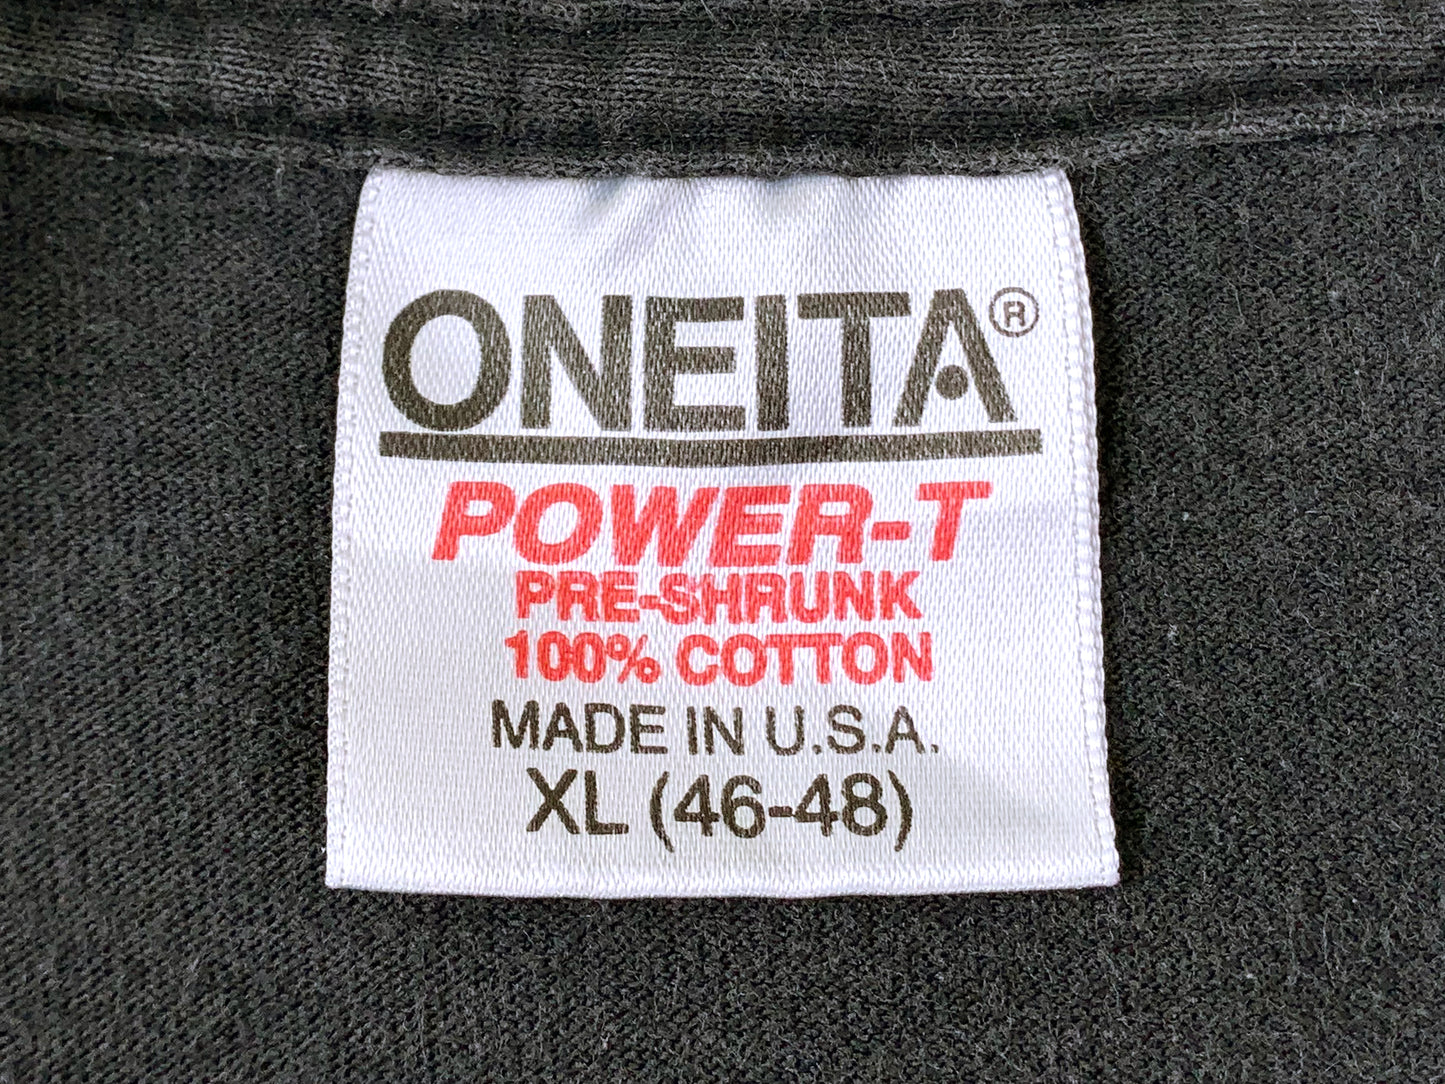 ONEITA®
POWER-T
PRE-SHRUNK
100% COTTON
MADE IN U.S.A.
XL (46-48)